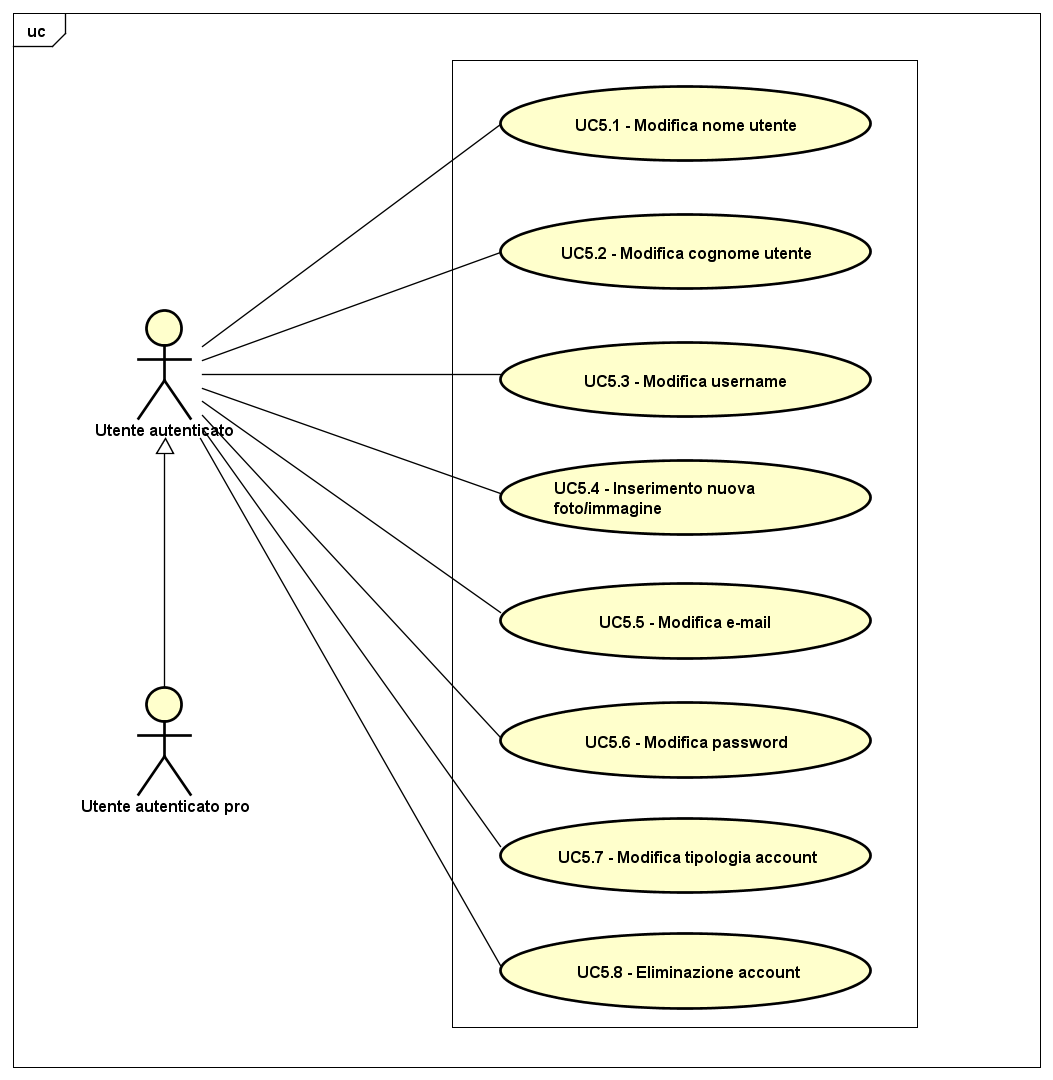 uc
UC5.1 - Modifica nome utente
UC5.2 - Modifica cognome utente
UC5.3 - Modifica username
Utente autenticato
UC5.4 - Inserimento nuova
foto/immagine
UC5.5 - Modifica e-mail
UC5.6 - Modifica password
Utente autenticato pro
UC5.7 - Modifica tipologia account
UC5.8 - Eliminazione account